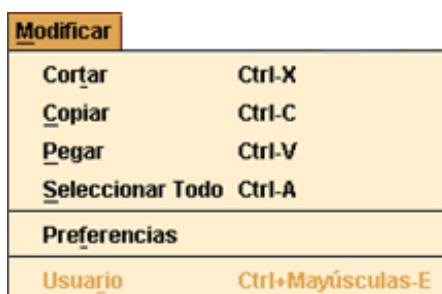 Modificar
Cortar Ctrl-X
Copiar Ctrl-C
Pegar Ctrl-V
Seleccionar Todo Ctrl-A
Preferencias
Usuario Ctrl+Mayúsculas-E